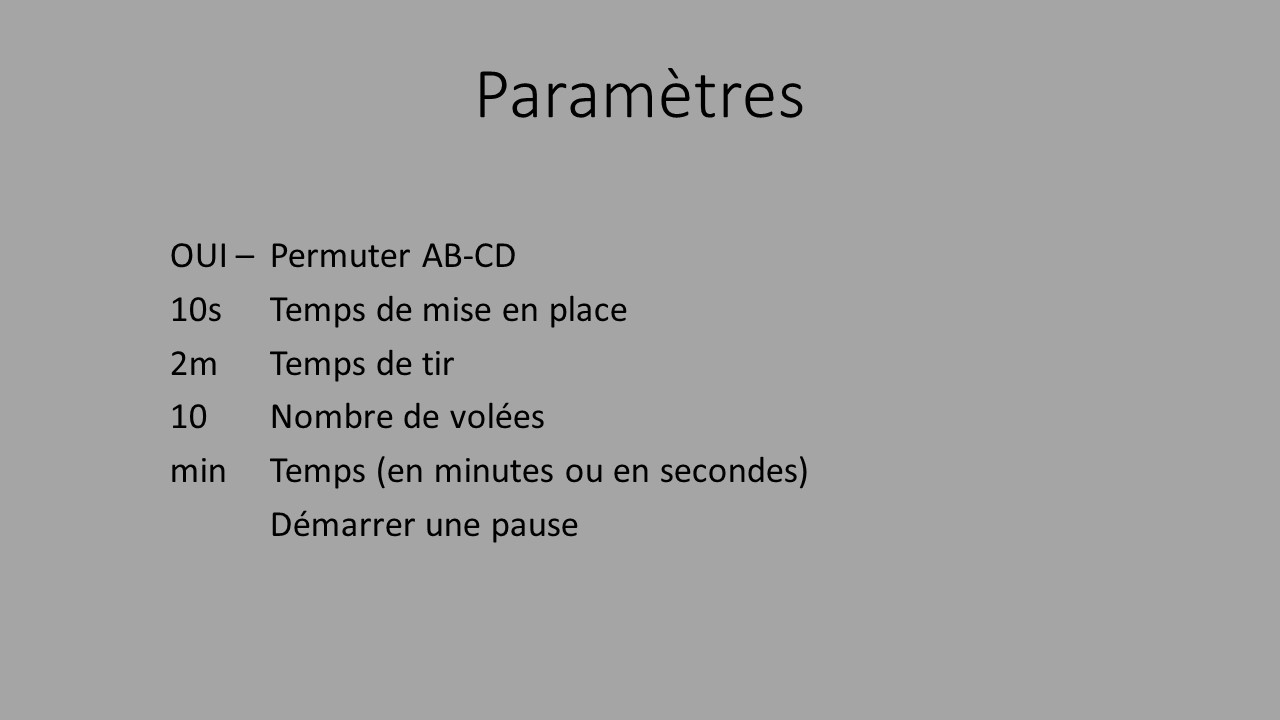 Paramètres
OUI – Permuter AB-CD
10s Temps de mise en place
2m Temps de tir
10 Nombre de volées
min Temps (en minutes ou en secondes)
Démarrer une pause